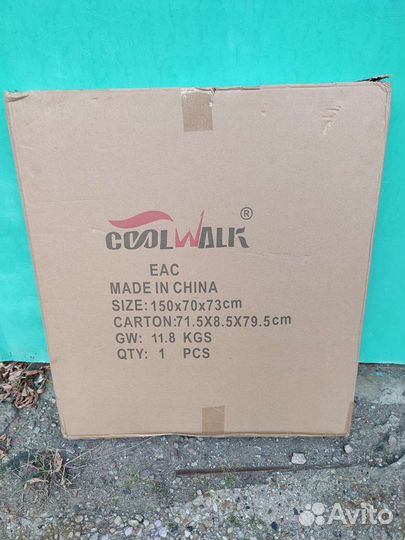 COOLWALK ®
EAC
MADE IN CHINA
SIZE: 150x70x73cm
CARTON:71.5X8.5X79.5cm
GW: 11.8 KGS
QTY: 1 PCS
Avito